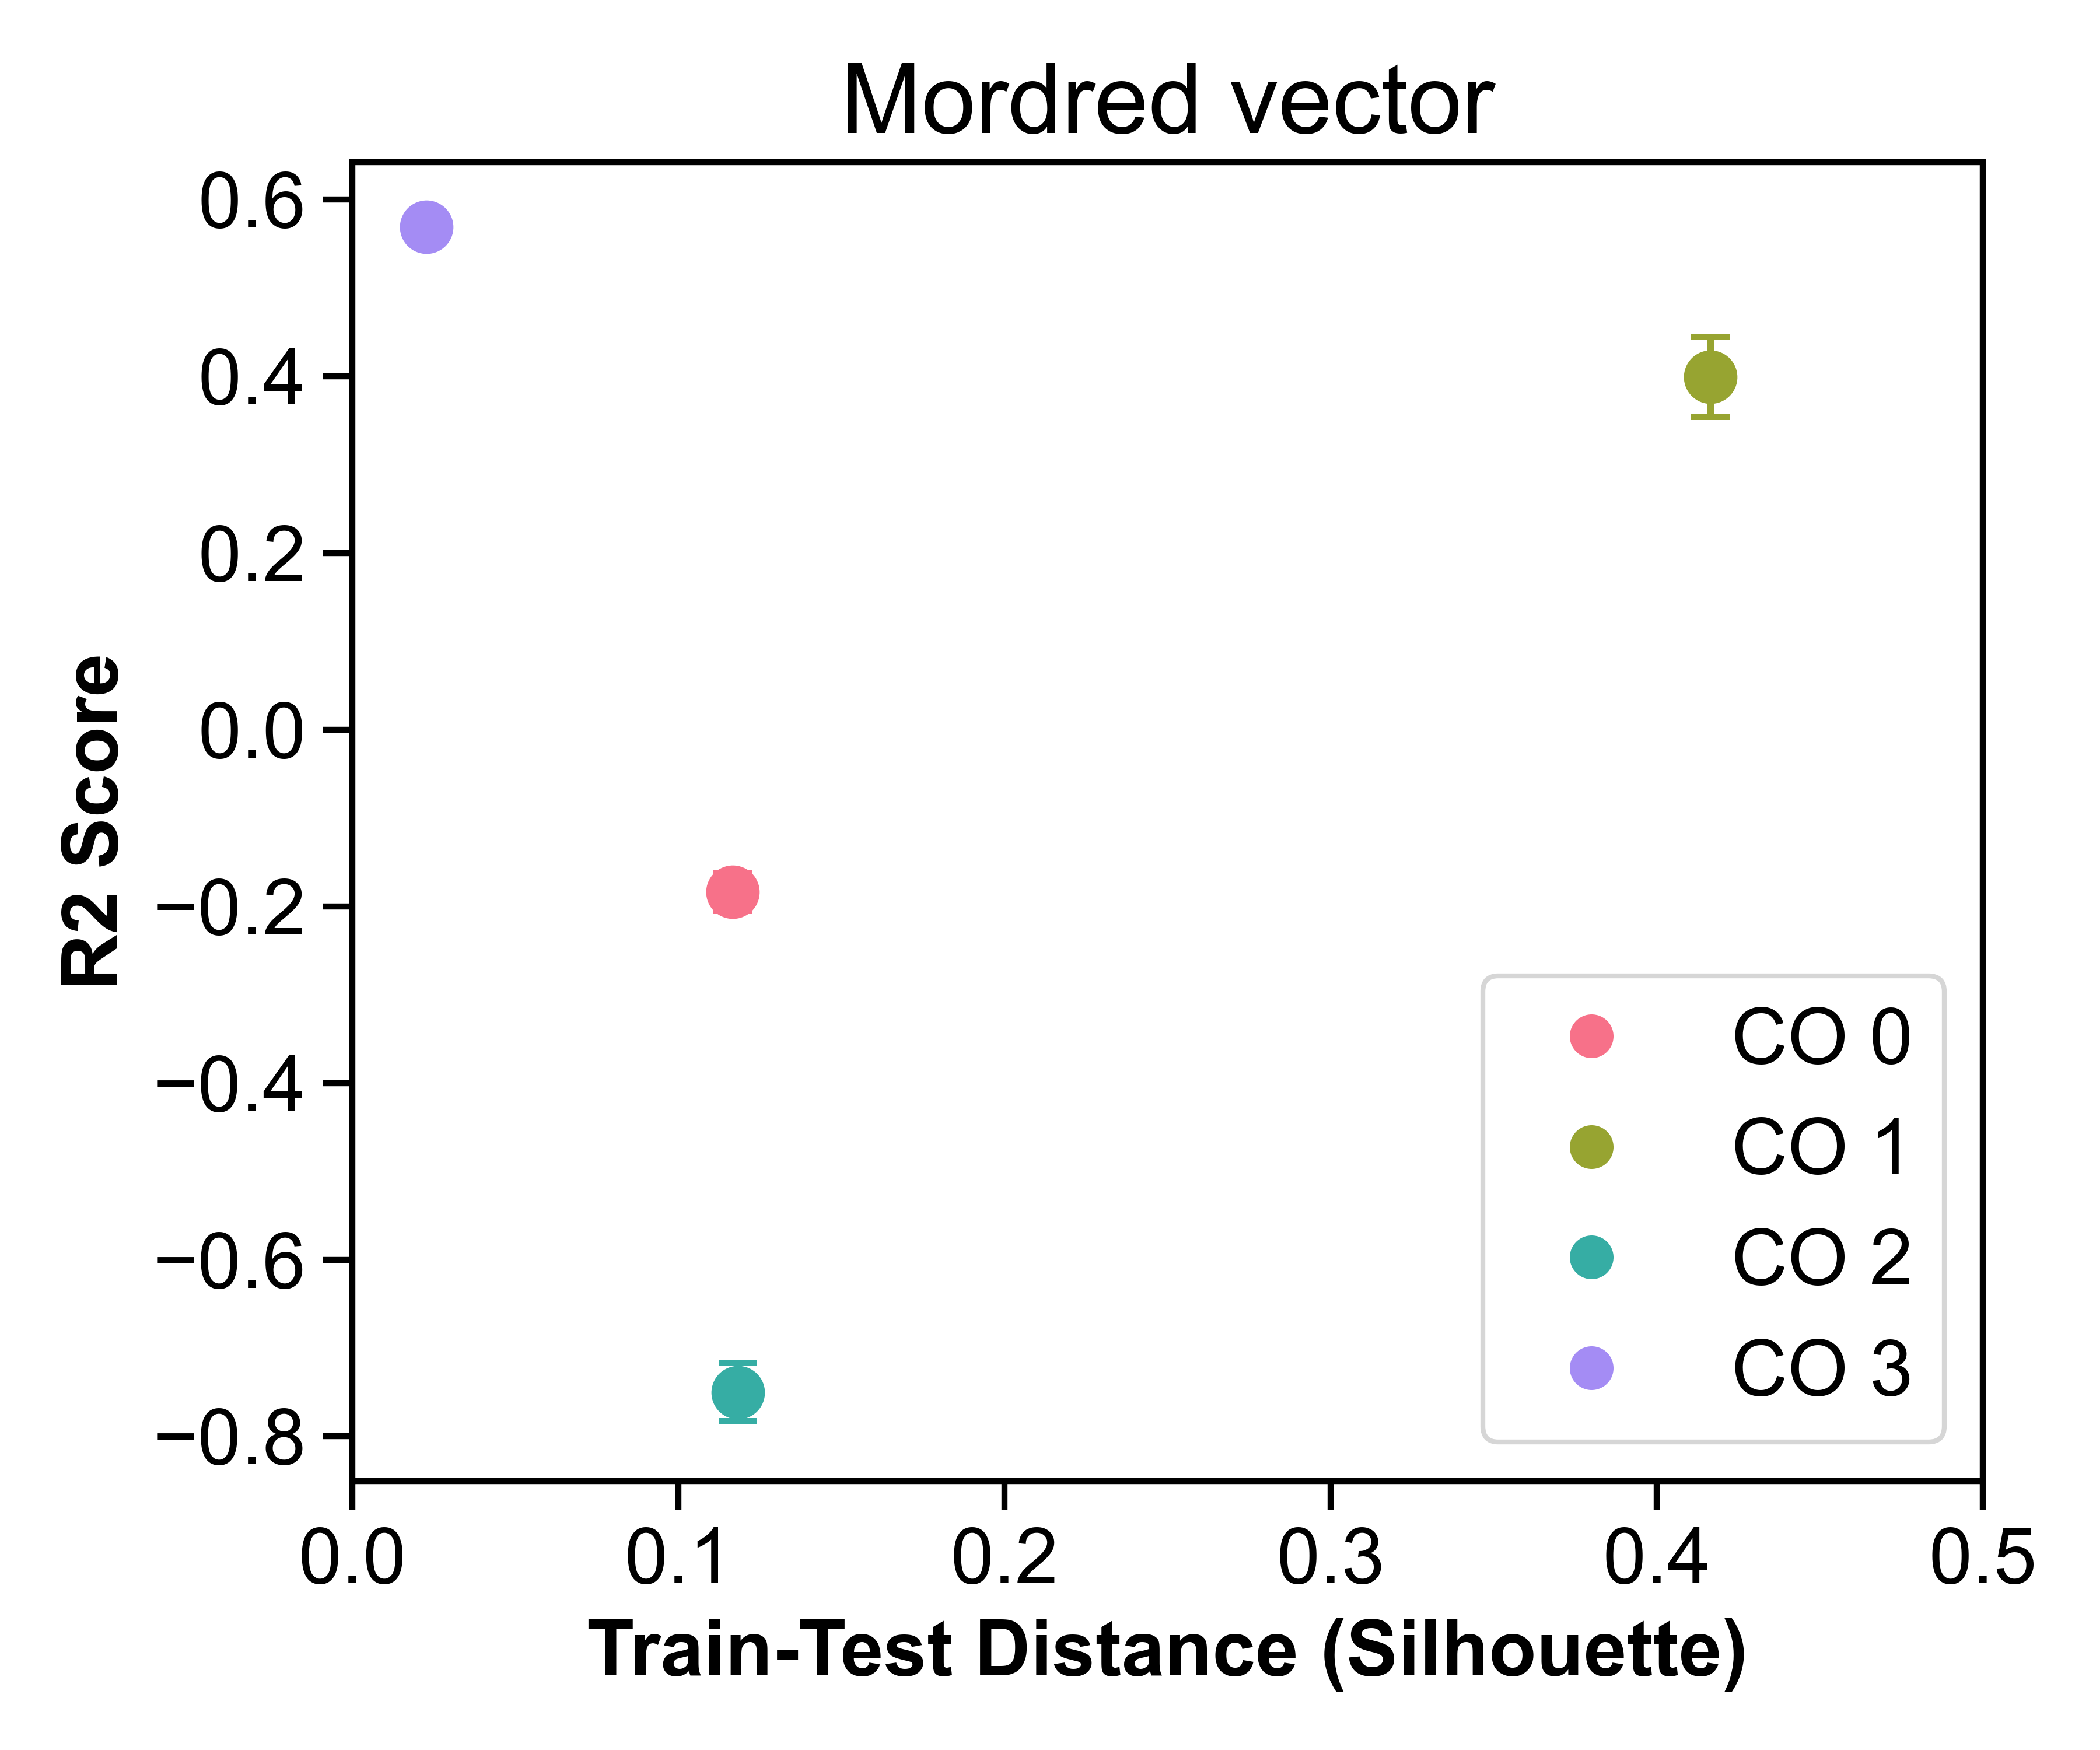 Mordred vector
0.6
0.4
0.2
0.0
−0.2
−0.4
−0.6
−0.8
R2 Score
CO 0
CO 1
CO 2
CO 3
0.0 0.1 0.2 0.3 0.4 0.5
Train-Test Distance (Silhouette)